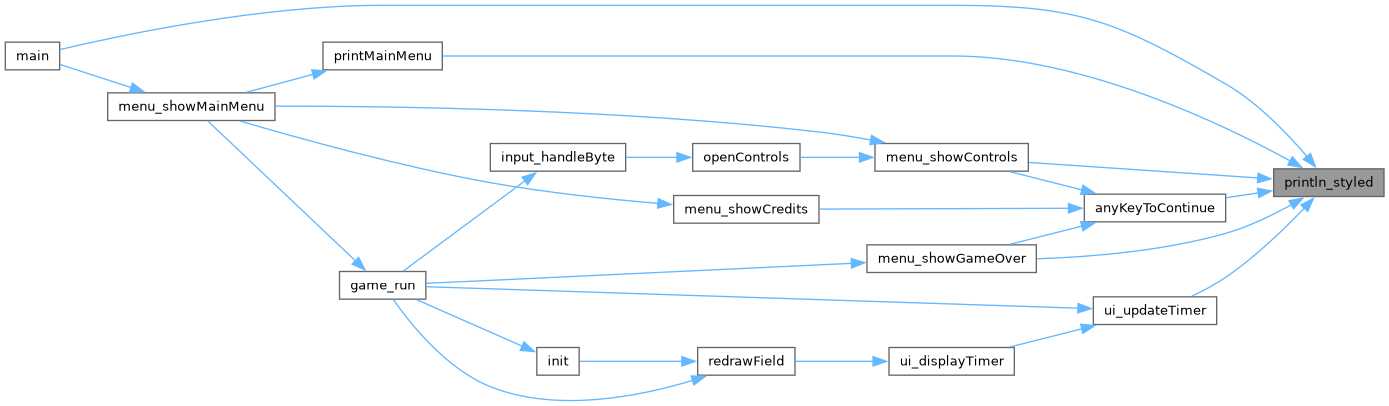 main
printMainMenu
menu_showMainMenu
input_handleByte
openControls
menu_showControls
println_styled
menu_showCredits
anyKeyToContinue
menu_showGameOver
game_run
ui_updateTimer
init
redrawField
ui_displayTimer